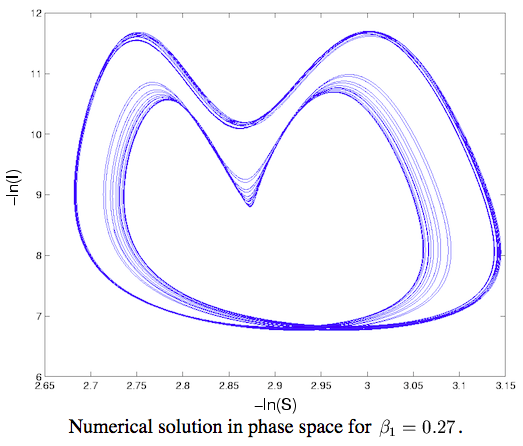 12
11
10
9
8
7
6
−ln(I)
2.65 2.7 2.75 2.8 2.85 2.9 2.95 3 3.05 3.1 3.15
−ln(S)
Numerical solution in phase space for β₁ = 0.27.